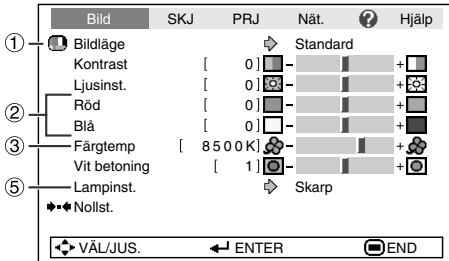 Bild SKJ PRJ Nät. ? Hjälp
① Bildläge Standard
Kontrast [ 0] - +
Ljusinst. [ 0] - +
② Röd [ 0] - +
Blå [ 0] - +
③ Färgtemp [ 8500K] - +
Vit betoning [ 1] - +
⑤ Lampinst. Skarp
Nollst.
VÄL/JUS. ENTER END